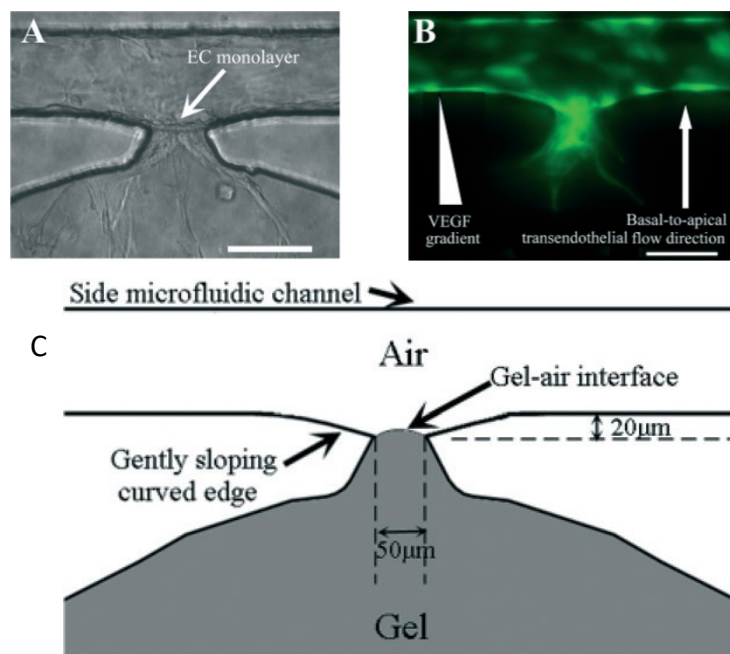 A
EC monolayer
B
VEGF
gradient
Basal-to-apical
transendothelial flow direction
C
Side microfluidic channel
Air
Gel-air interface
20μm
Gently sloping
curved edge
50μm
Gel